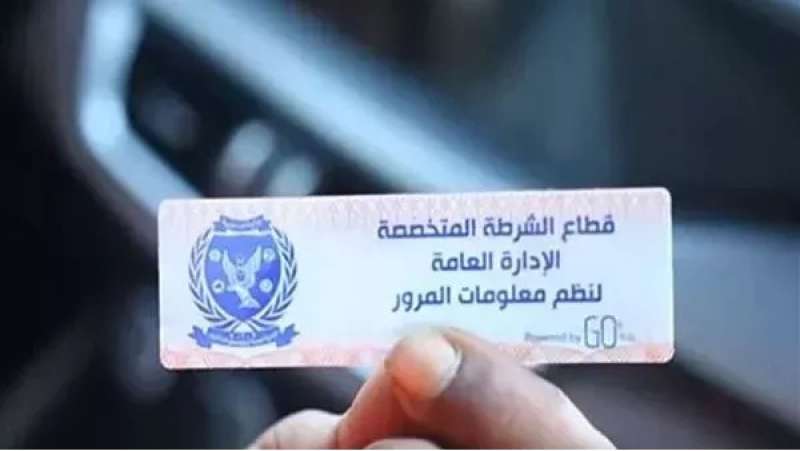 قطاع الشرطة المتخصصة
الإدارة العامة
لنظم معلومات المرور
Powered by GO